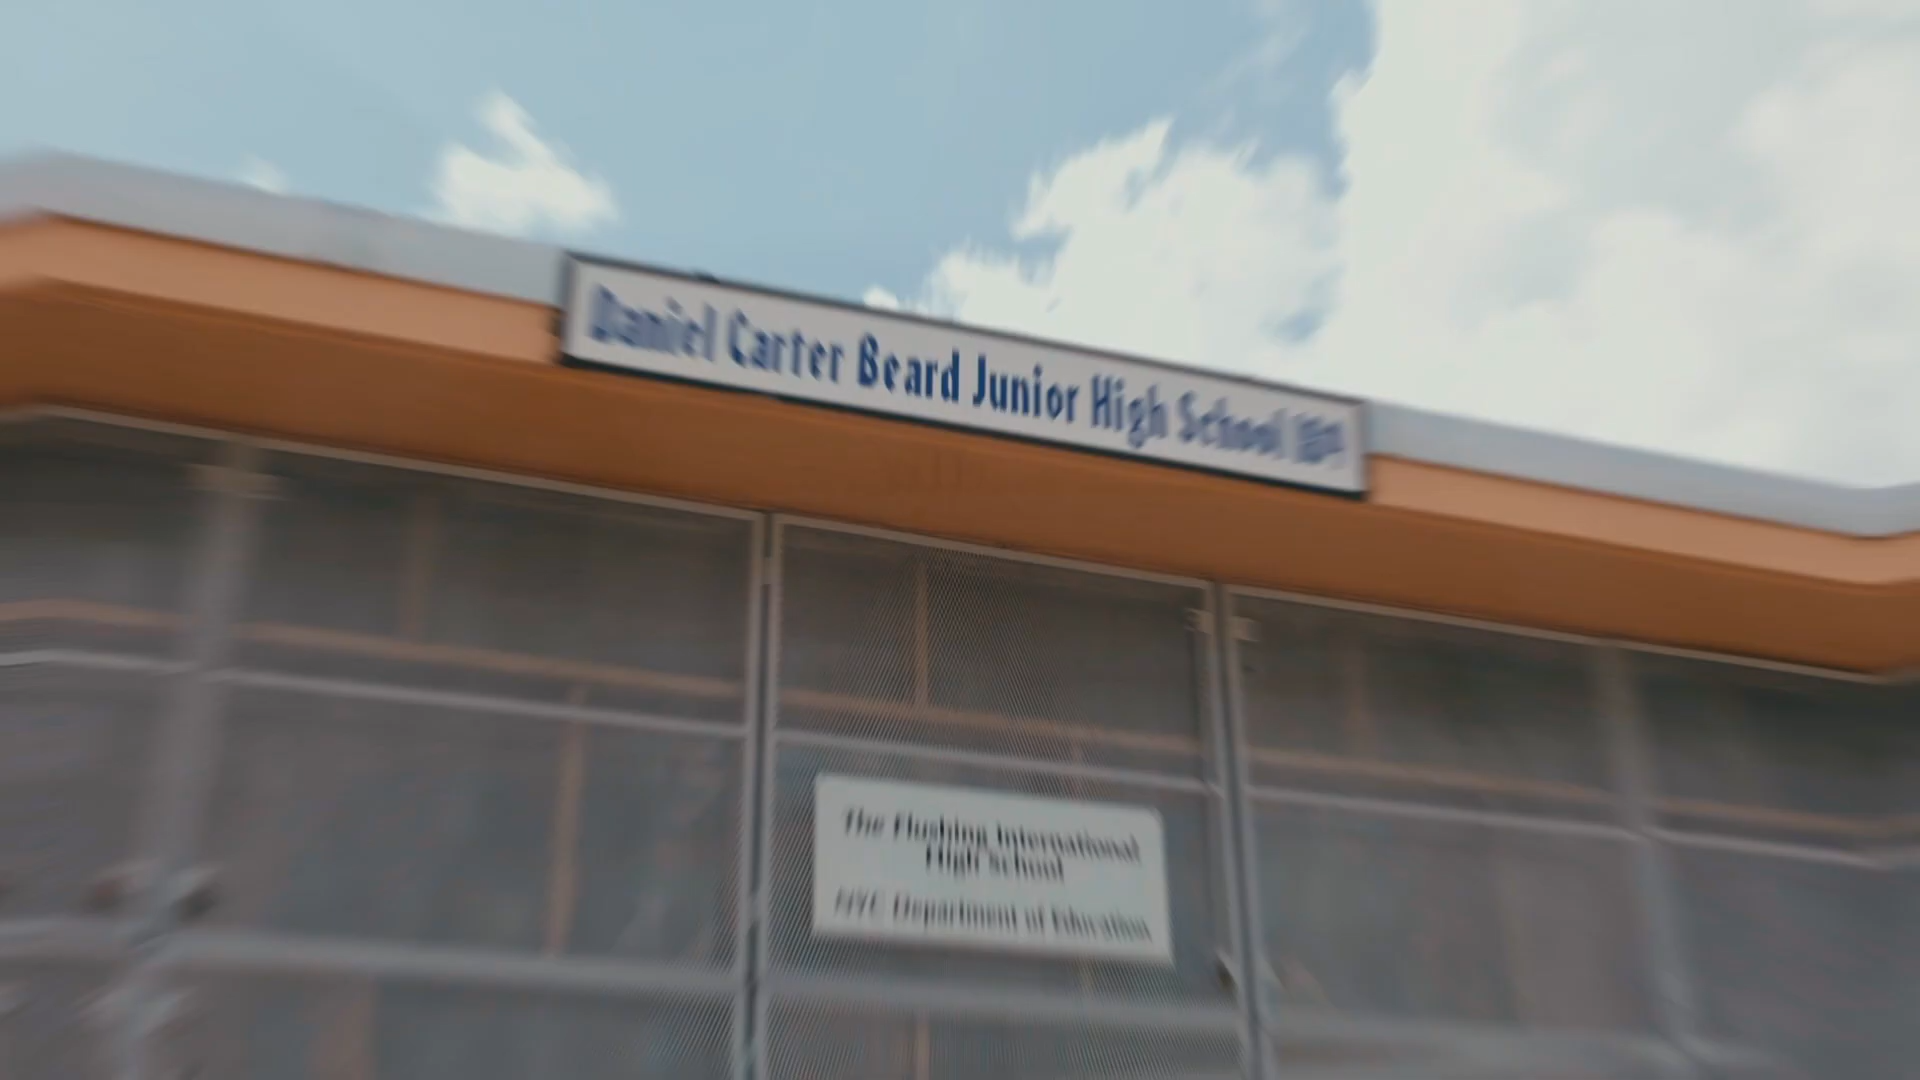 Daniel Carter Beard Junior High School
The Flushing International
High School
NYC Department of Education